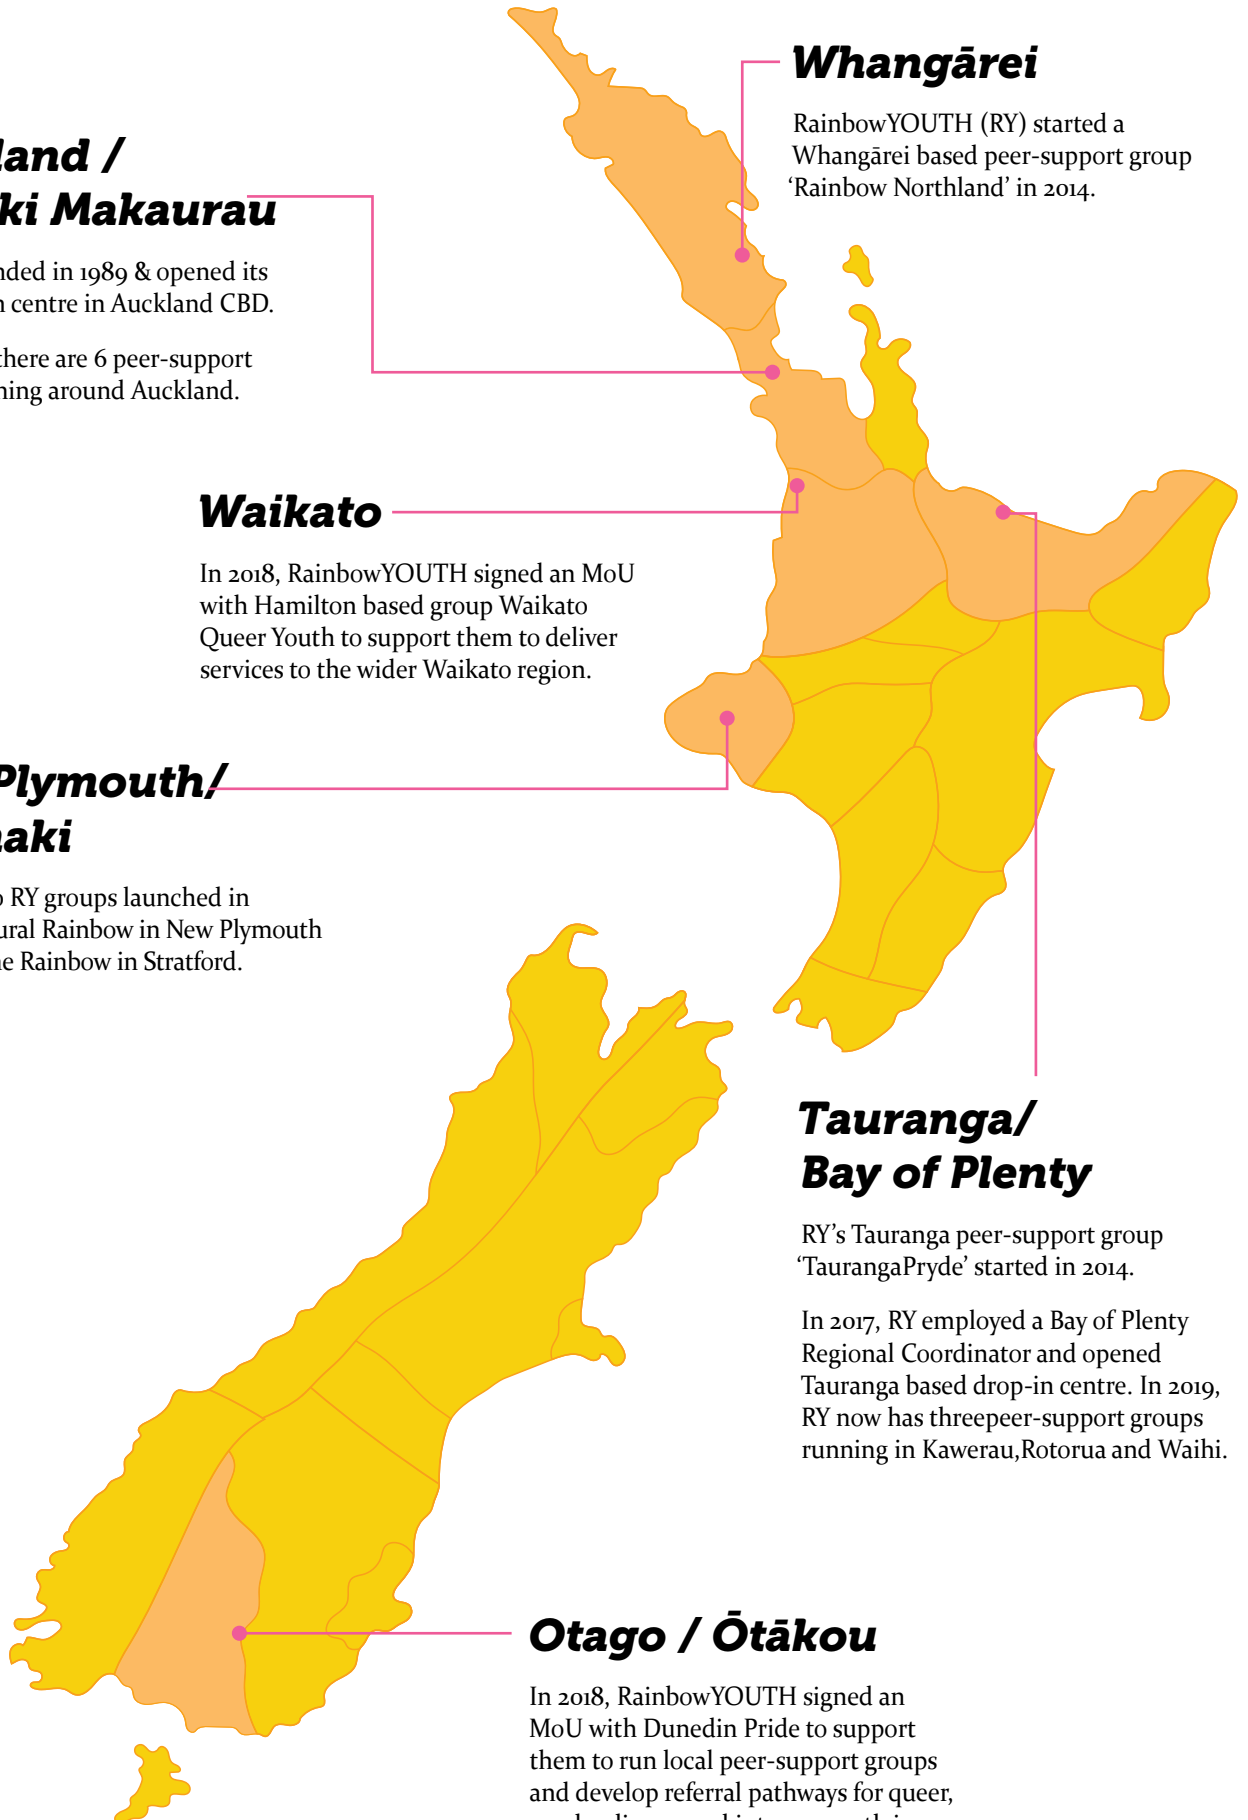 Whangārei
RainbowYOUTH (RY) started a
Whangārei based peer-support group
‘Rainbow Northland’ in 2014.
land /
ki Makaurau
nded in 1989 & opened its
n centre in Auckland CBD.
there are 6 peer-support
ning around Auckland.
Waikato
In 2018, RainbowYOUTH signed an MoU
with Hamilton based group Waikato
Queer Youth to support them to deliver
services to the wider Waikato region.
Plymouth/
aki
o RY groups launched in
ural Rainbow in New Plymouth
ne Rainbow in Stratford.
Tauranga/
Bay of Plenty
RY’s Tauranga peer-support group
‘TaurangaPryde’ started in 2014.
In 2017, RY employed a Bay of Plenty
Regional Coordinator and opened
Tauranga based drop-in centre. In 2019,
RY now has threepeer-support groups
running in Kawerau,Rotorua and Waihi.
Otago / Ōtākou
In 2018, RainbowYOUTH signed an
MoU with Dunedin Pride to support
them to run local peer-support groups
and develop referral pathways for queer,